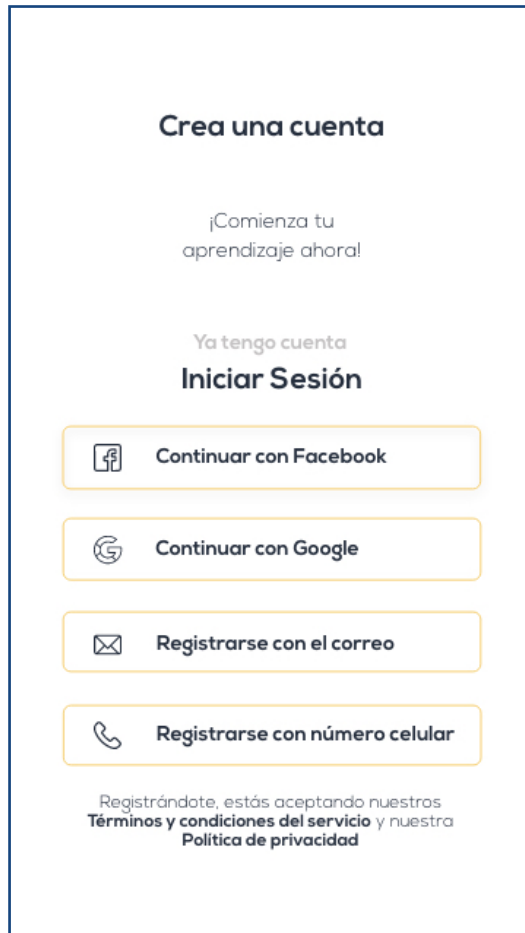 Crea una cuenta
¡Comienza tu
aprendizaje ahora!
Ya tengo cuenta
Iniciar Sesión
Continuar con Facebook
Continuar con Google
Registrarse con el correo
Registrarse con número celular
Registrándote, estás aceptando nuestros
Términos y condiciones del servicio y nuestra
Política de privacidad